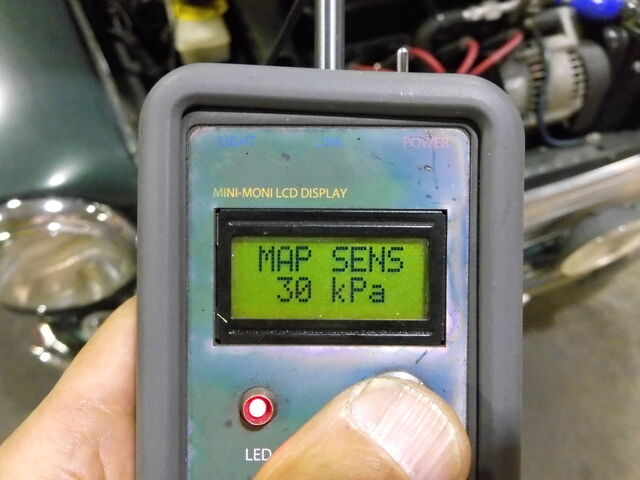 LIGHT POWER
MINI-MONI LCD DISPLAY
MAP SENS
30 kPa
LED